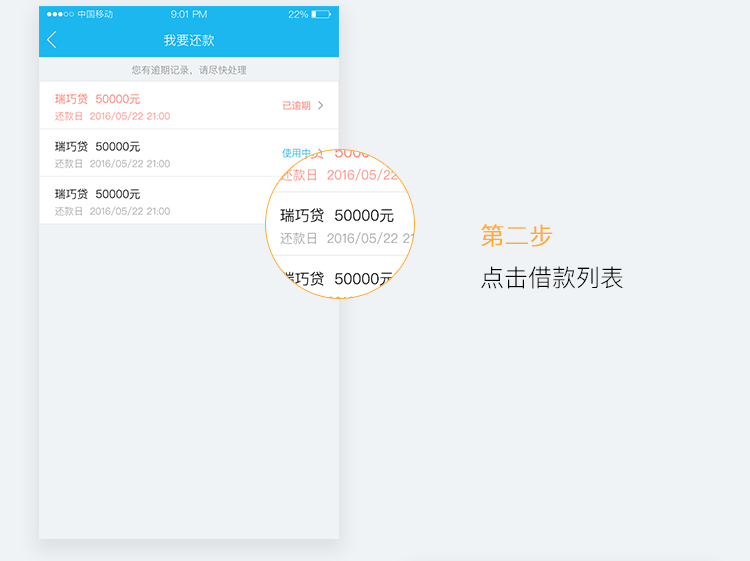 中国移动 9:01 PM 22%
我要还款
您有逾期记录，请尽快处理
瑞巧贷 50000元
还款日 2016/05/22 21:00
已逾期
瑞巧贷 50000元
还款日 2016/05/22 21:00
使用中
瑞巧贷 50000元
还款日 2016/05/22 21:00
贷 5000
还款日 2016/05/22
瑞巧贷 50000元
还款日 2016/05/22 21
瑞巧贷 50000元
第二步
点击借款列表